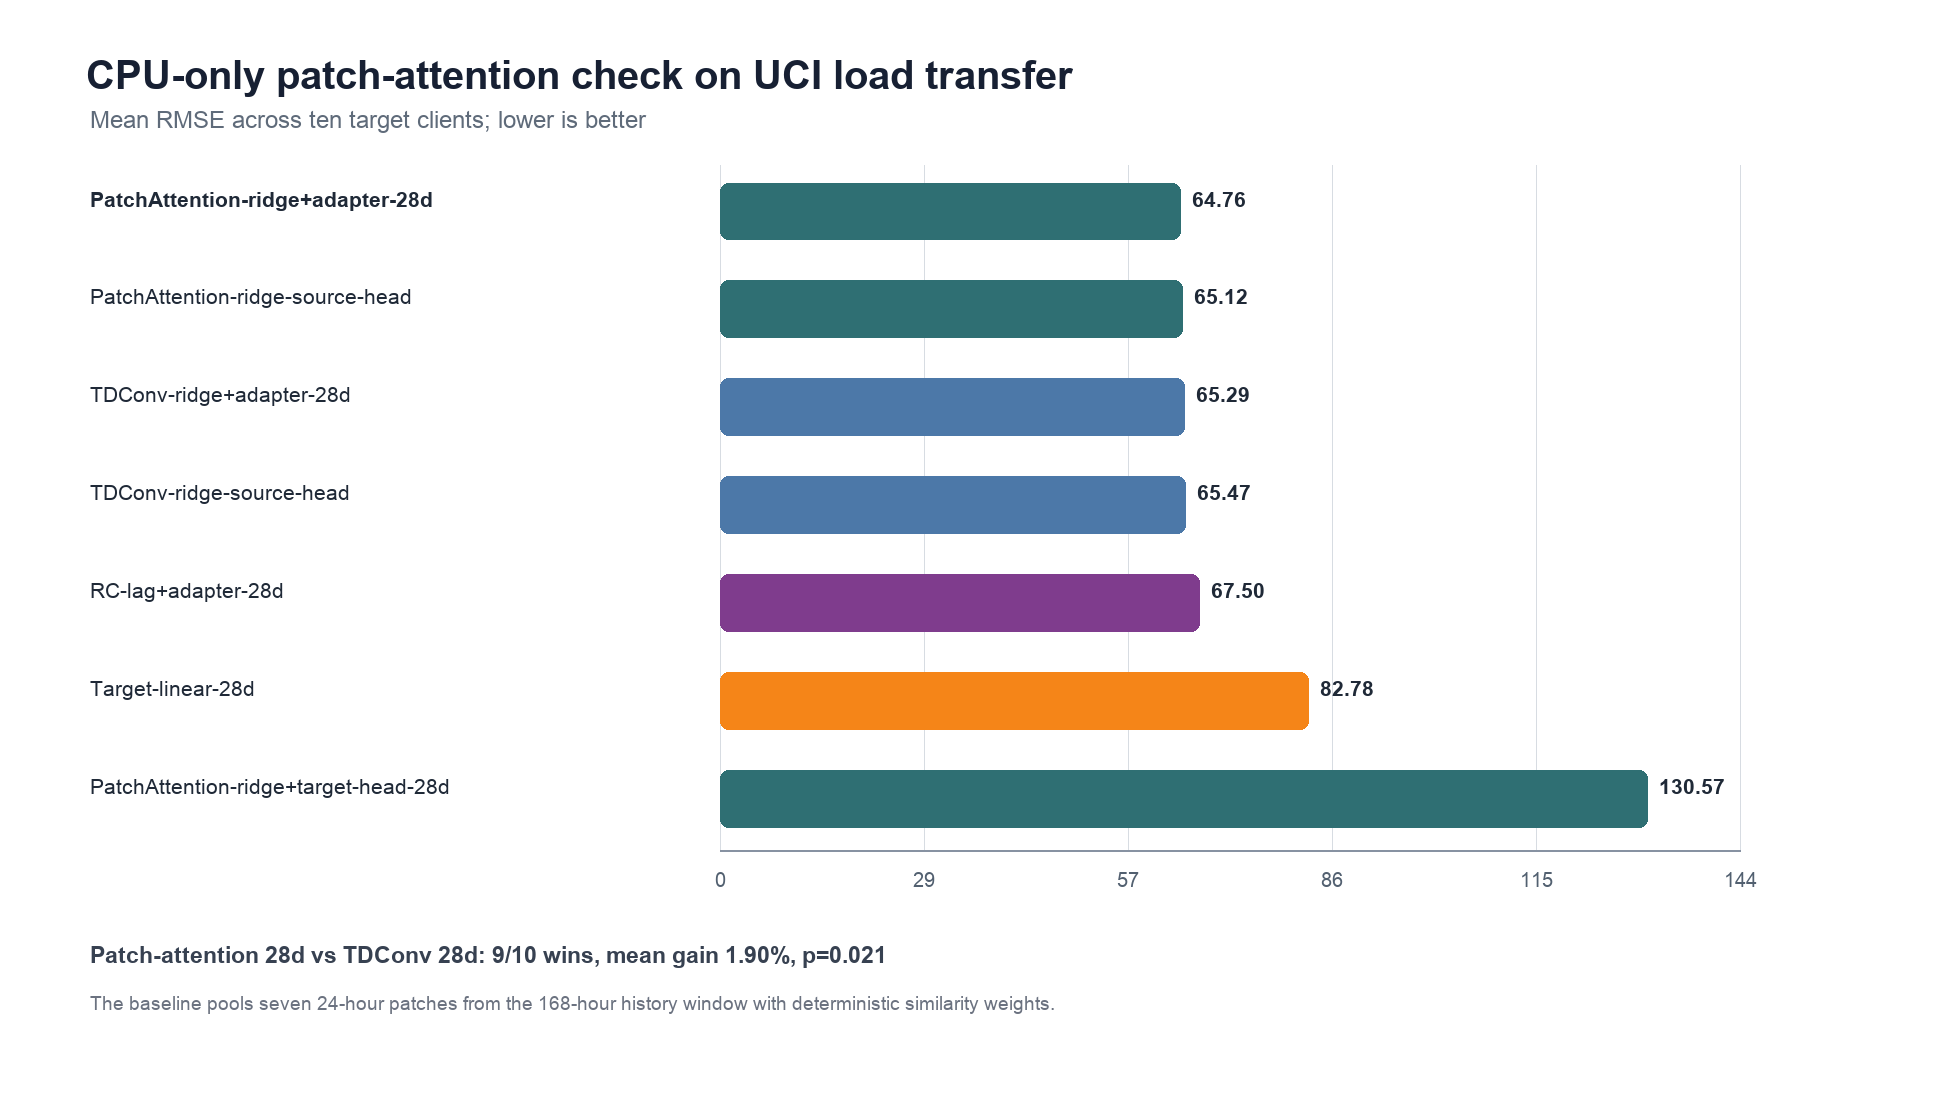 CPU-only patch-attention check on UCI load transfer
Mean RMSE across ten target clients; lower is better
PatchAttention-ridge+adapter-28d 64.76
PatchAttention-ridge-source-head 65.12
TDConv-ridge+adapter-28d 65.29
TDConv-ridge-source-head 65.47
RC-lag+adapter-28d 67.50
Target-linear-28d 82.78
PatchAttention-ridge+target-head-28d 130.57
0 29 57 86 115 144
Patch-attention 28d vs TDConv 28d: 9/10 wins, mean gain 1.90%, p=0.021
The baseline pools seven 24-hour patches from the 168-hour history window with deterministic similarity weights.